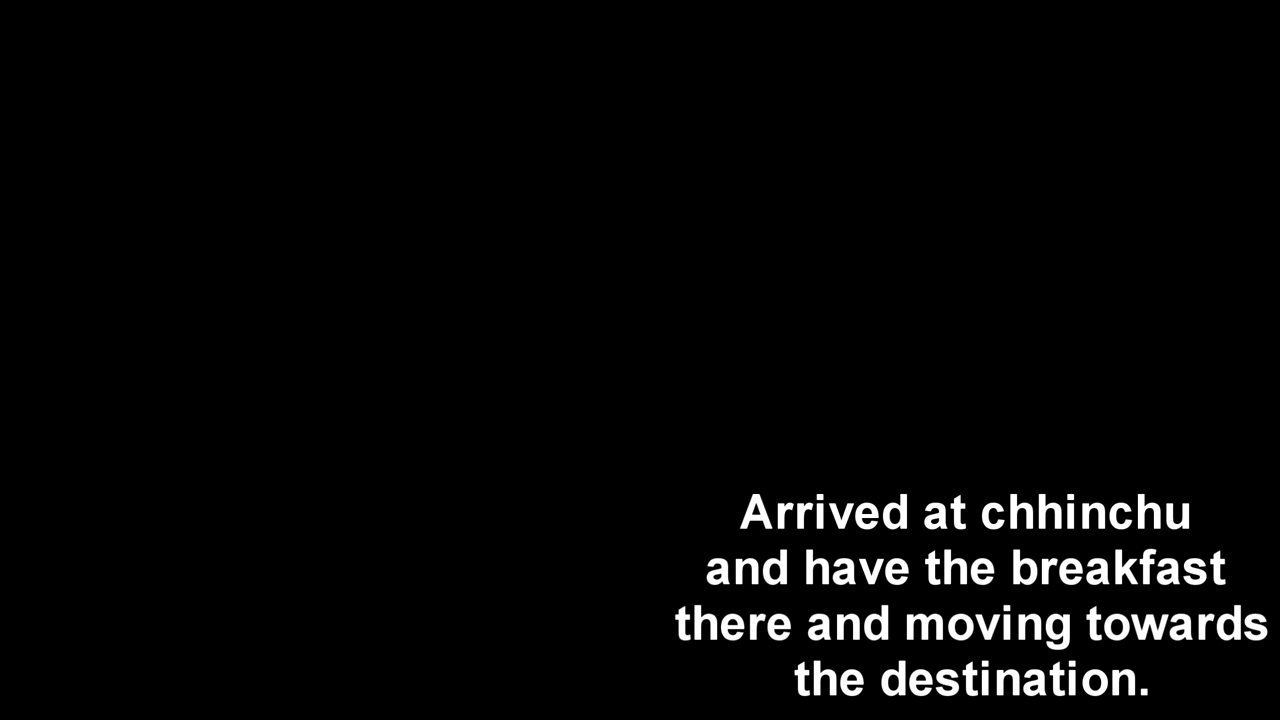 Arrived at chhinchu
and have the breakfast
there and moving towards
the destination.